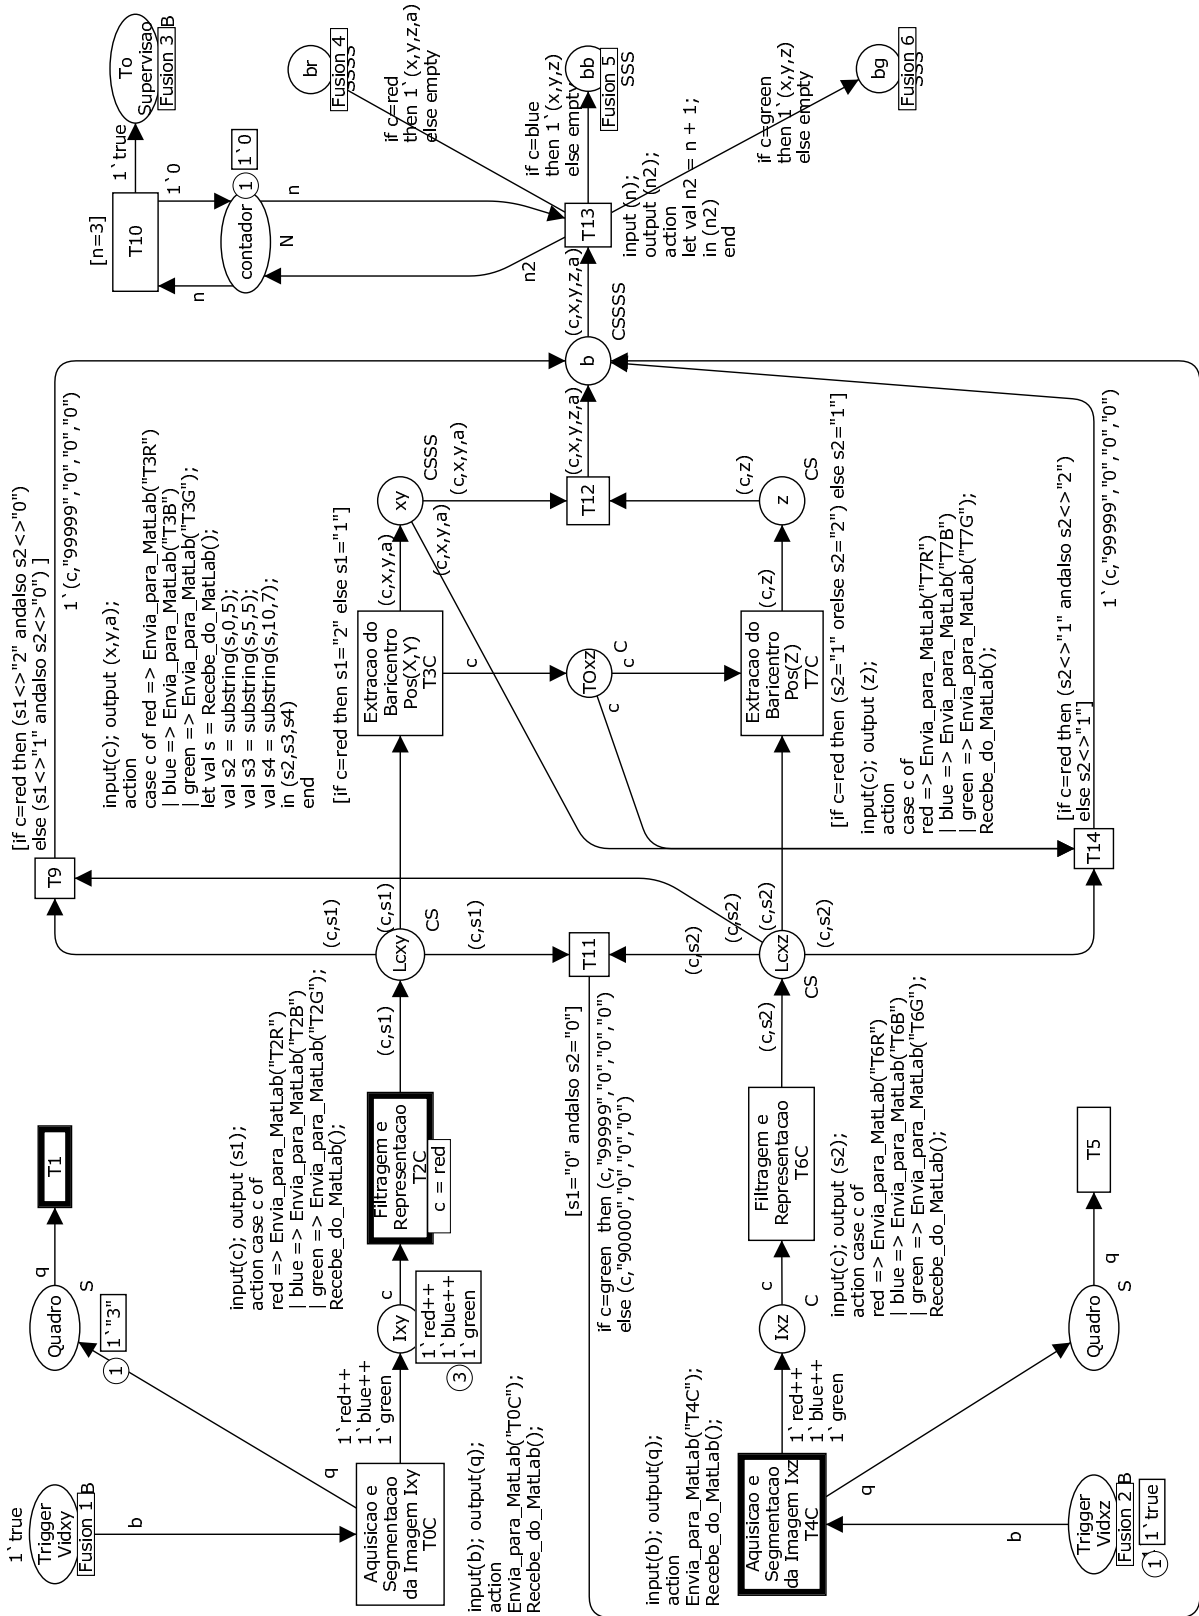 1`true
Trigger
Vidxy
Fusion 1
B
b
Aquisicao e
Segmentacao
da Imagem Ixy
T0C
input(b); output(q);
action
Envia_para_MatLab("T0C");
Recebe_do_MatLab();
q
Quadro
S
1
1`"3"
q
T1
1`red++
1`blue++
1`green
Ixy
1`red++
1`blue++
1`green
3
c
Filtragem e
Representacao
T2C
c = red
input(c); output (s1);
action case c of
red => Envia_para_MatLab("T2R")
| blue => Envia_para_MatLab("T2B")
| green => Envia_para_MatLab("T2G");
Recebe_do_MatLab();
(c,s1)
Lcxy
CS
(c,s1)
(c,s1)
(c,s1)
T9
[if c=red then (s1<>"2" andalso s2<>"0")
else (s1<>"1" andalso s2<>"0") ]
1`(c,"99999","0","0","0")
input(c); output (x,y,a);
action
case c of red => Envia_para_MatLab("T3R")
| blue => Envia_para_MatLab("T3B")
| green => Envia_para_MatLab("T3G");
let val s = Recebe_do_MatLab();
val s2 = substring(s,0,5);
val s3 = substring(s,5,5);
val s4 = substring(s,10,7);
in (s2,s3,s4)
end
[if c=red then s1="2" else s1="1"]
Extracao do
Baricentro
Pos(X,Y)
T3C
(c,x,y,a)
xy
CSSS
(c,x,y,a)
(c,x,y,a)
c
TOxz
C
c
c
T12
(c,x,y,z,a)
b
CSSSS
(c,x,y,z,a)
T13
input (n);
output (n2);
action
let val n2 = n + 1;
in (n2)
end
n2
n
contador
1
1`0
N
n
1`0
T10
[n=3]
1`true
To
Supervisao
Fusion 3
B
br
Fusion 4
SSSS
if c=red
then 1`(x,y,z,a)
else empty
bb
Fusion 5
SSS
if c=blue
then 1`(x,y,z)
else empty
bg
Fusion 6
SSS
if c=green
then 1`(x,y,z)
else empty
T11
[s1="0" andalso s2="0"]
if c=green then (c,"99999","0","0","0")
else (c,"90000","0","0","0")
(c,s2)
(c,s2)
(c,s2)
(c,s2)
Lcxz
CS
(c,s2)
Extracao do
Baricentro
Pos(Z)
T7C
(c,z)
z
CS
(c,z)
[if c=red then (s2="1" orelse s2="2") else s2="1"]
input(c); output (z);
action
case c of
red => Envia_para_MatLab("T7R")
| blue => Envia_para_MatLab("T7B")
| green => Envia_para_MatLab("T7G");
Recebe_do_MatLab();
T14
[if c=red then (s2<>"1" andalso s2<>"2")
else s2<>"1"]
1`(c,"99999","0","0","0")
Filtragem e
Representacao
T6C
input(c); output (s2);
action case c of
red => Envia_para_MatLab("T6R")
| blue => Envia_para_MatLab("T6B")
| green => Envia_para_MatLab("T6G");
Recebe_do_MatLab();
c
Ixz
C
1`red++
1`blue++
1`green
input(b); output(q);
action
Envia_para_MatLab("T4C");
Recebe_do_MatLab();
Aquisicao e
Segmentacao
da Imagem Ixz
T4C
q
Quadro
S
q
T5
b
Trigger
Vidxz
Fusion 2
B
1
1`true